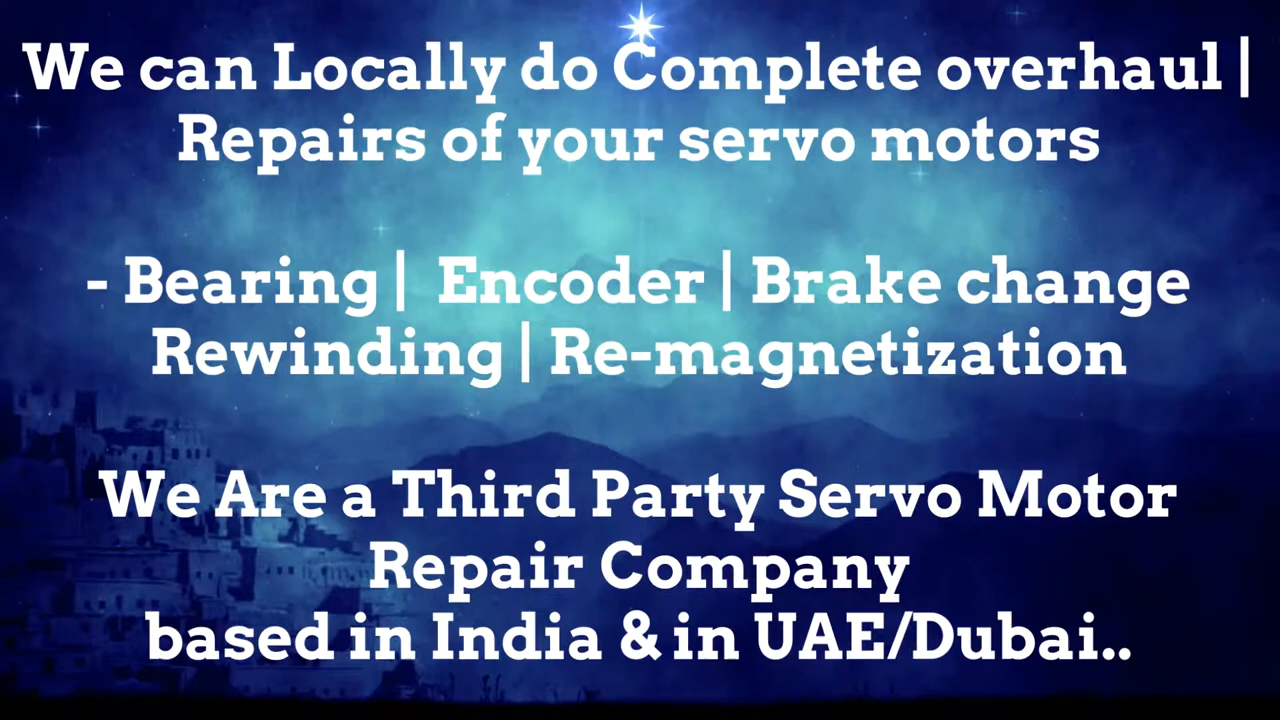 We can Locally do Complete overhaul |
Repairs of your servo motors
- Bearing | Encoder | Brake change
Rewinding | Re-magnetization
We Are a Third Party Servo Motor
Repair Company
based in India & in UAE/Dubai..